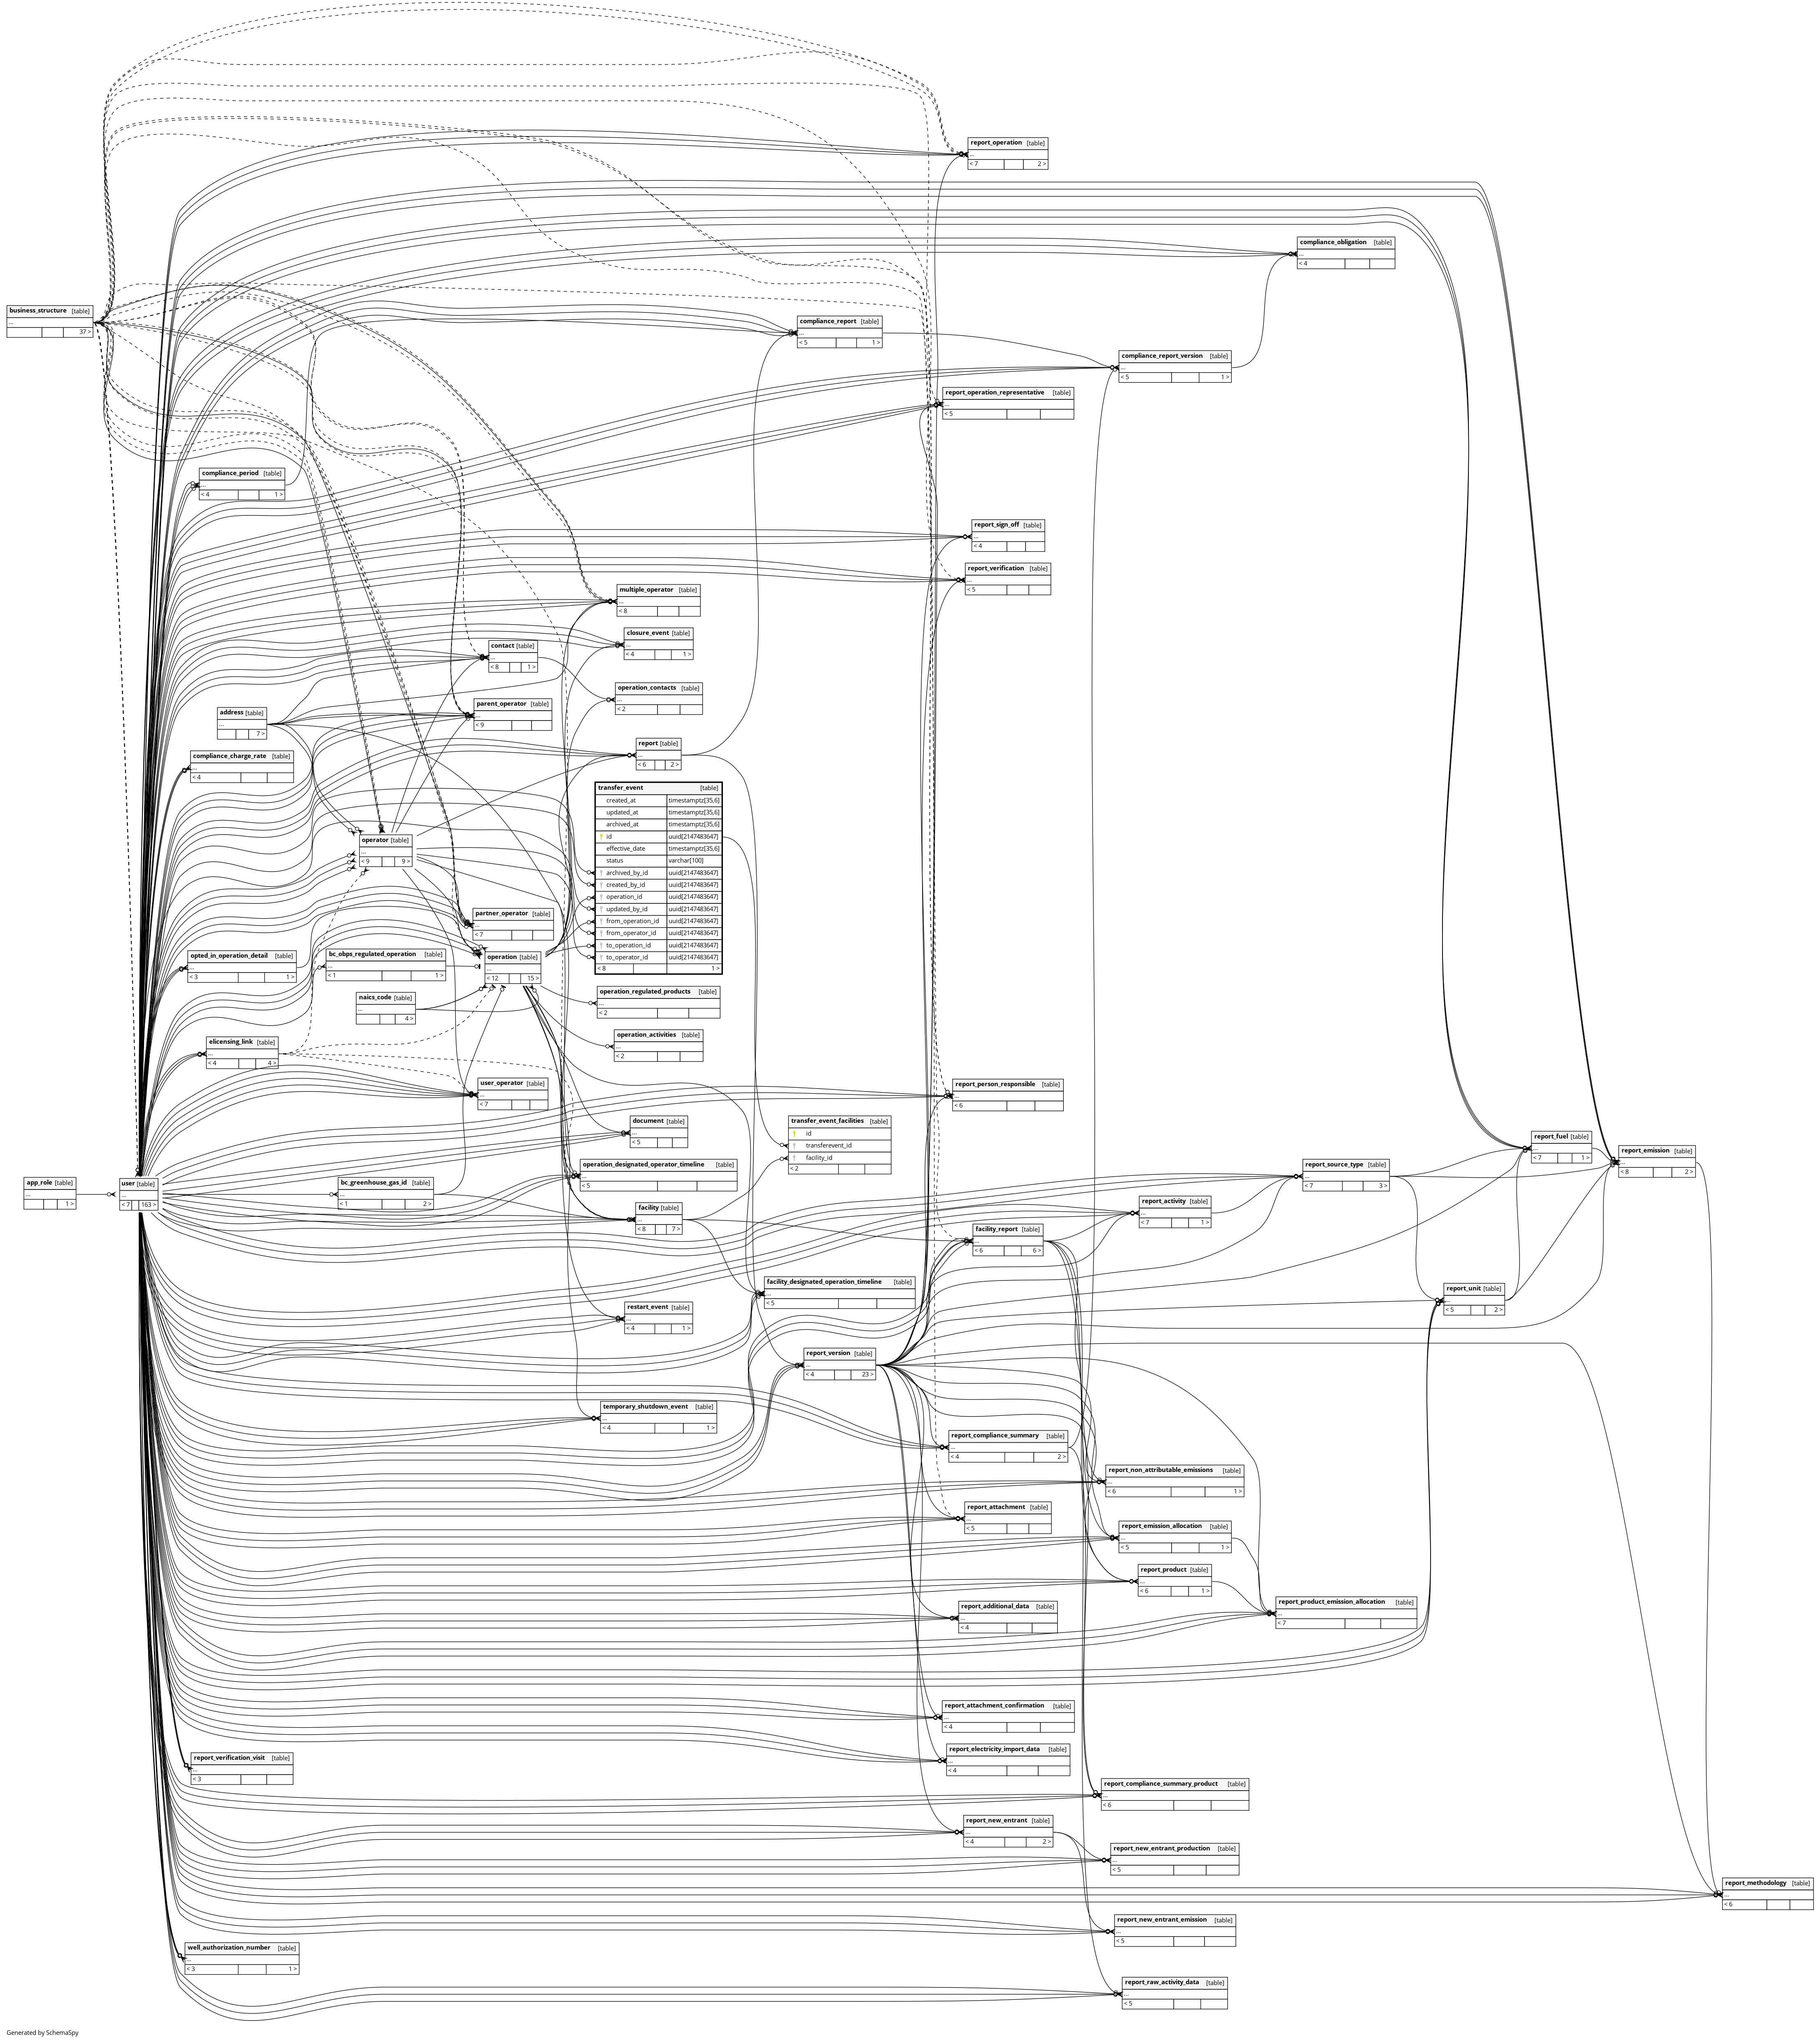 report_operation [table]
...
< 7 2 >
compliance_obligation [table]
...
< 4
business_structure [table]
...
37 >
compliance_report [table]
...
< 5 1 >
compliance_report_version [table]
...
< 5 1 >
report_operation_representative [table]
...
< 5
compliance_period [table]
...
< 4 1 >
report_sign_off [table]
...
< 4
report_verification [table]
...
< 5
multiple_operator [table]
...
< 8
closure_event [table]
...
< 4 1 >
contact [table]
...
< 8 1 >
operation_contacts [table]
...
< 2
parent_operator [table]
...
< 9
address [table]
...
7 >
report [table]
...
< 6 2 >
compliance_charge_rate [table]
...
< 4
transfer_event [table]
created_at timestamptz[35,6]
updated_at timestamptz[35,6]
archived_at timestamptz[35,6]
id uuid[2147483647]
effective_date timestamptz[35,6]
status varchar[100]
archived_by_id uuid[2147483647]
created_by_id uuid[2147483647]
operation_id uuid[2147483647]
updated_by_id uuid[2147483647]
from_operation_id uuid[2147483647]
from_operator_id uuid[2147483647]
to_operation_id uuid[2147483647]
to_operator_id uuid[2147483647]
< 8 1 >
operator [table]
...
< 9 9 >
partner_operator [table]
...
< 7
opted_in_operation_detail [table]
...
< 3 1 >
bc_obps_regulated_operation [table]
...
< 1 1 >
operation [table]
...
< 12 15 >
naics_code [table]
...
4 >
operation_regulated_products [table]
...
< 2
operation_activities [table]
...
< 2
elicensing_link [table]
...
< 4 4 >
user_operator [table]
...
< 7
report_person_responsible [table]
...
< 6
document [table]
...
< 5
transfer_event_facilities [table]
id
transferevent_id
facility_id
< 2
report_fuel [table]
...
< 7 1 >
report_emission [table]
...
< 8 2 >
operation_designated_operator_timeline [table]
...
< 5
report_source_type [table]
...
< 7 3 >
app_role [table]
...
1 >
user [table]
...
< 7 163 >
bc_greenhouse_gas_id [table]
...
< 1 2 >
facility [table]
...
< 8 7 >
report_activity [table]
...
< 7 1 >
facility_report [table]
...
< 6 6 >
facility_designated_operation_timeline [table]
...
< 5
report_unit [table]
...
< 5 2 >
restart_event [table]
...
< 4 1 >
report_version [table]
...
< 4 23 >
temporary_shutdown_event [table]
...
< 4 1 >
report_compliance_summary [table]
...
< 4 2 >
report_non_attributable_emissions [table]
...
< 6 1 >
report_attachment [table]
...
< 5
report_emission_allocation [table]
...
< 5 1 >
report_product [table]
...
< 6 1 >
report_additional_data [table]
...
< 4
report_product_emission_allocation [table]
...
< 7
report_attachment_confirmation [table]
...
< 4
report_electricity_import_data [table]
...
< 4
report_verification_visit [table]
...
< 3
report_compliance_summary_product [table]
...
< 6
report_new_entrant [table]
...
< 4 2 >
report_new_entrant_production [table]
...
< 5
report_methodology [table]
...
< 6
report_new_entrant_emission [table]
...
< 5
well_authorization_number [table]
...
< 3 1 >
report_raw_activity_data [table]
...
< 5
Generated by SchemaSpy